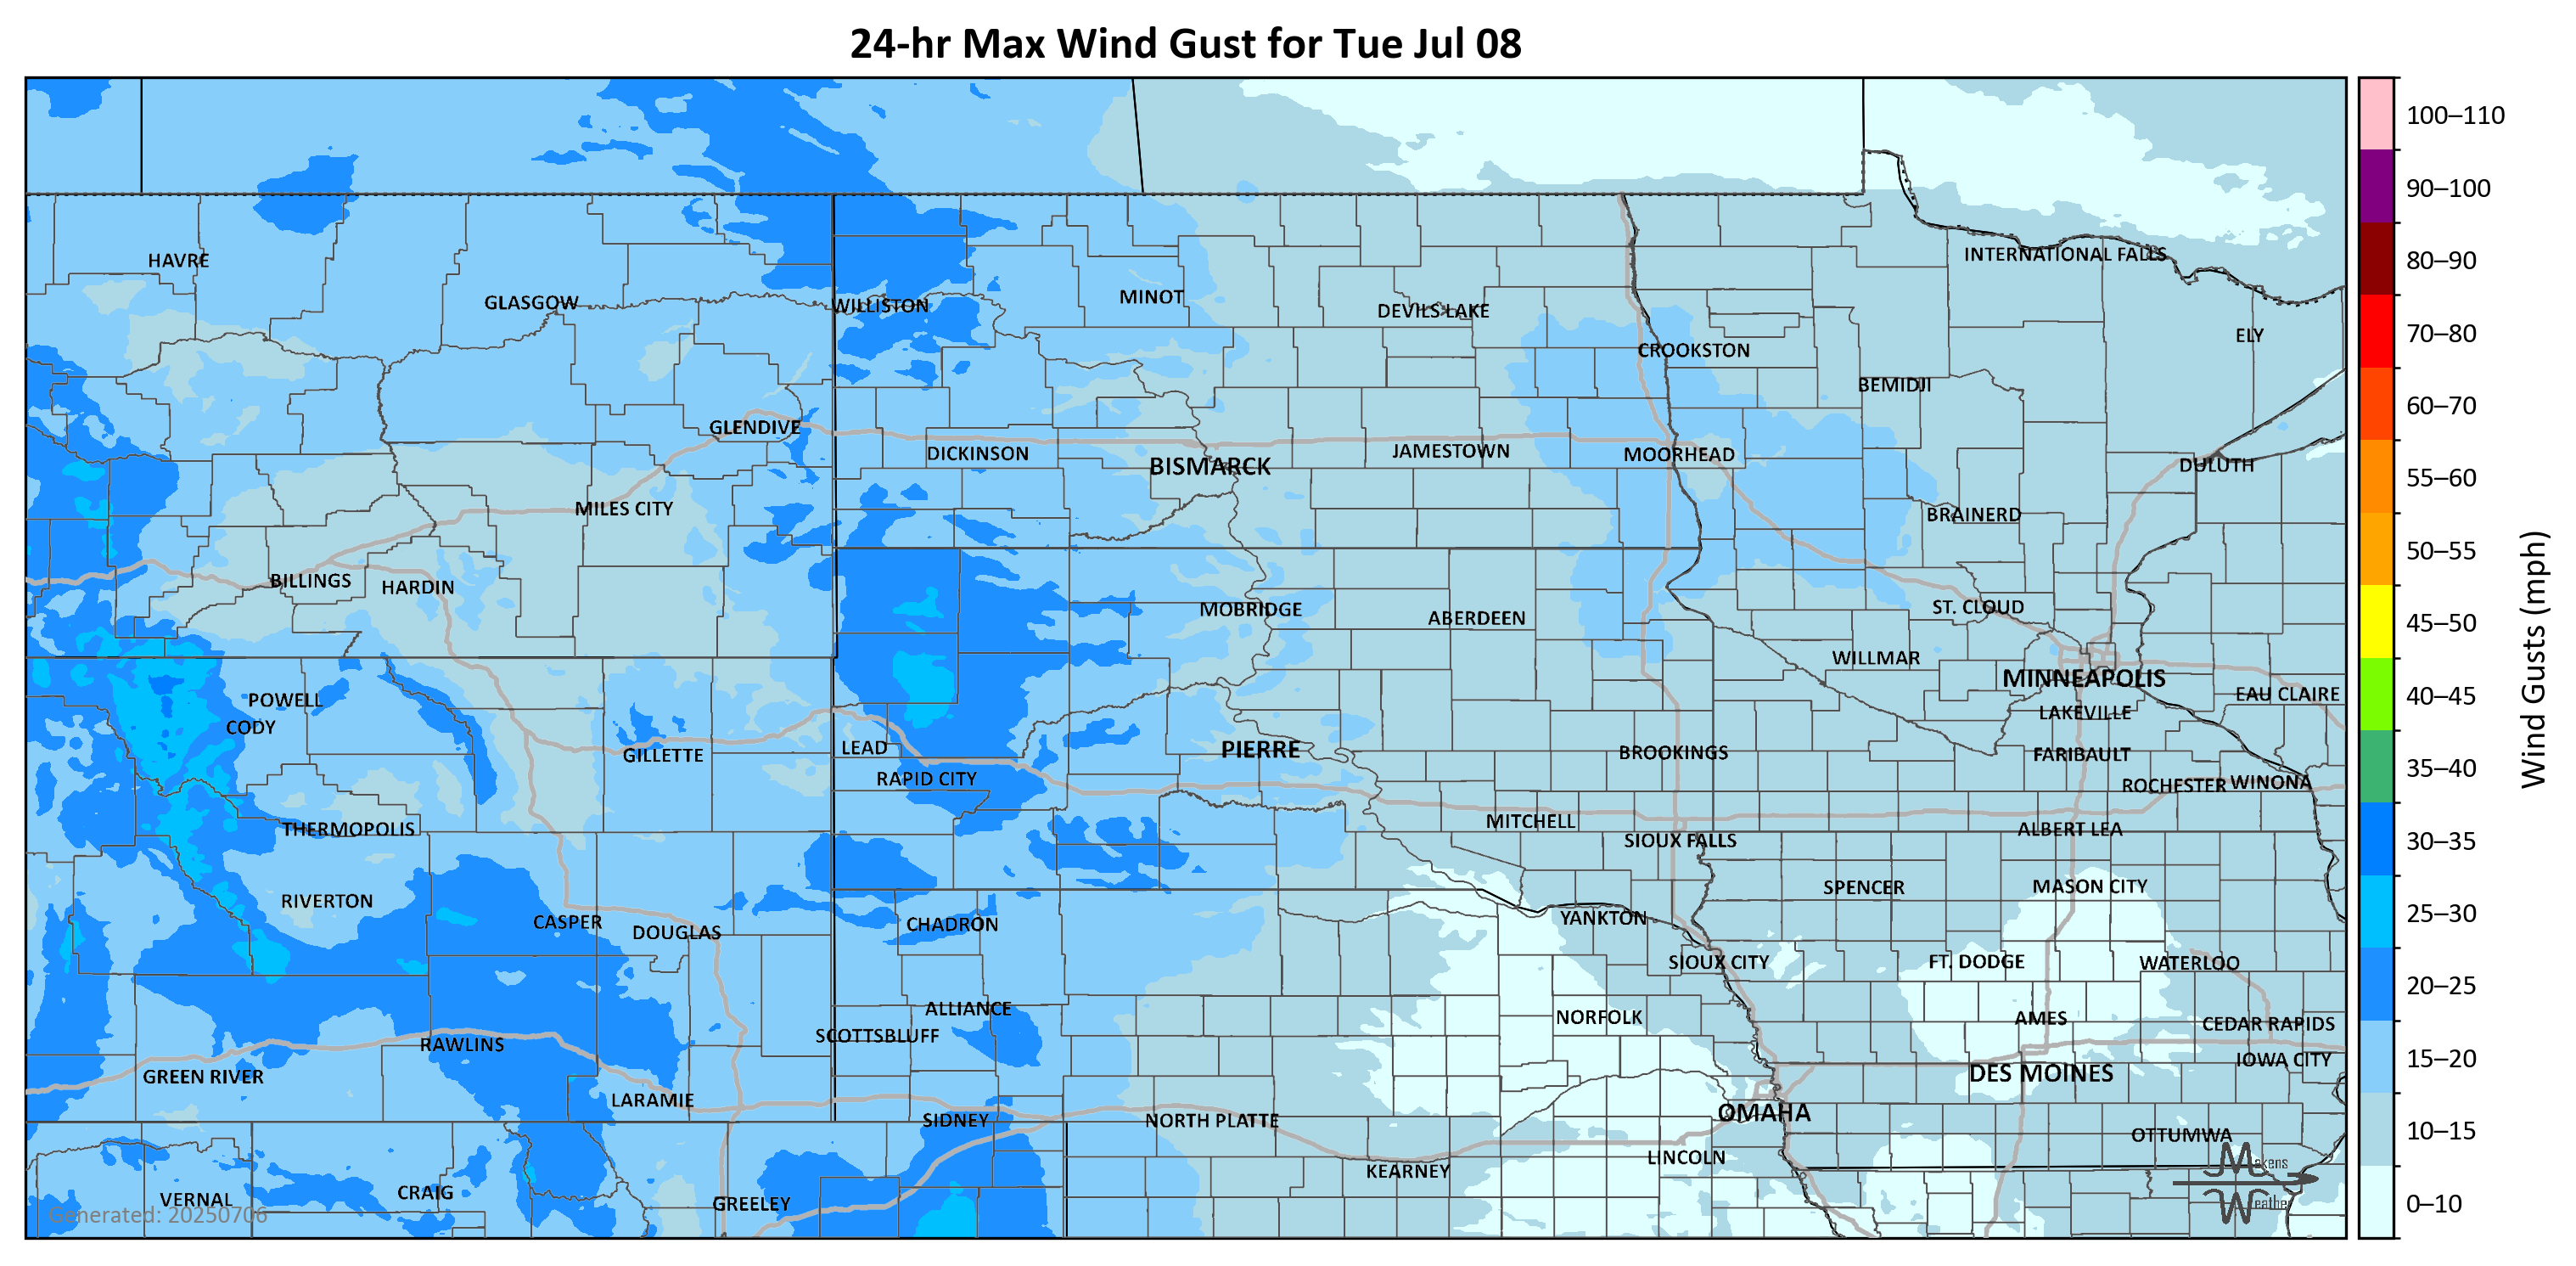 24-hr Max Wind Gust for Tue Jul 08
100–110
90–100
80–90
70–80
60–70
55–60
50–55
45–50
40–45
35–40
30–35
25–30
20–25
15–20
10–15
0–10
Wind Gusts (mph)
HAVRE
GLASGOW
WILLISTON
MINOT
DEVILS LAKE
CROOKSTON
INTERNATIONAL FALLS
ELY
BEMIDJI
GLENDIVE
DICKINSON
BISMARCK
JAMESTOWN
MOORHEAD
DULUTH
MILES CITY
BRAINERD
BILLINGS
HARDIN
MOBRIDGE
ABERDEEN
ST. CLOUD
WILLMAR
MINNEAPOLIS
EAU CLAIRE
POWELL
CODY
LAKEVILLE
GILLETTE
LEAD
PIERRE
BROOKINGS
FARIBAULT
RAPID CITY
ROCHESTER
WINONA
THERMOPOLIS
MITCHELL
SIOUX FALLS
ALBERT LEA
RIVERTON
SPENCER
MASON CITY
CASPER
DOUGLAS
CHADRON
YANKTON
SIOUX CITY
FT. DODGE
WATERLOO
ALLIANCE
SCOTTSBLUFF
NORFOLK
AMES
CEDAR RAPIDS
RAWLINS
IOWA CITY
GREEN RIVER
DES MOINES
LARAMIE
SIDNEY
NORTH PLATTE
OMAHA
OTTUMWA
KEARNEY
LINCOLN
VERNAL
CRAIG
GREELEY
Generated: 20250706
Makens
Weather